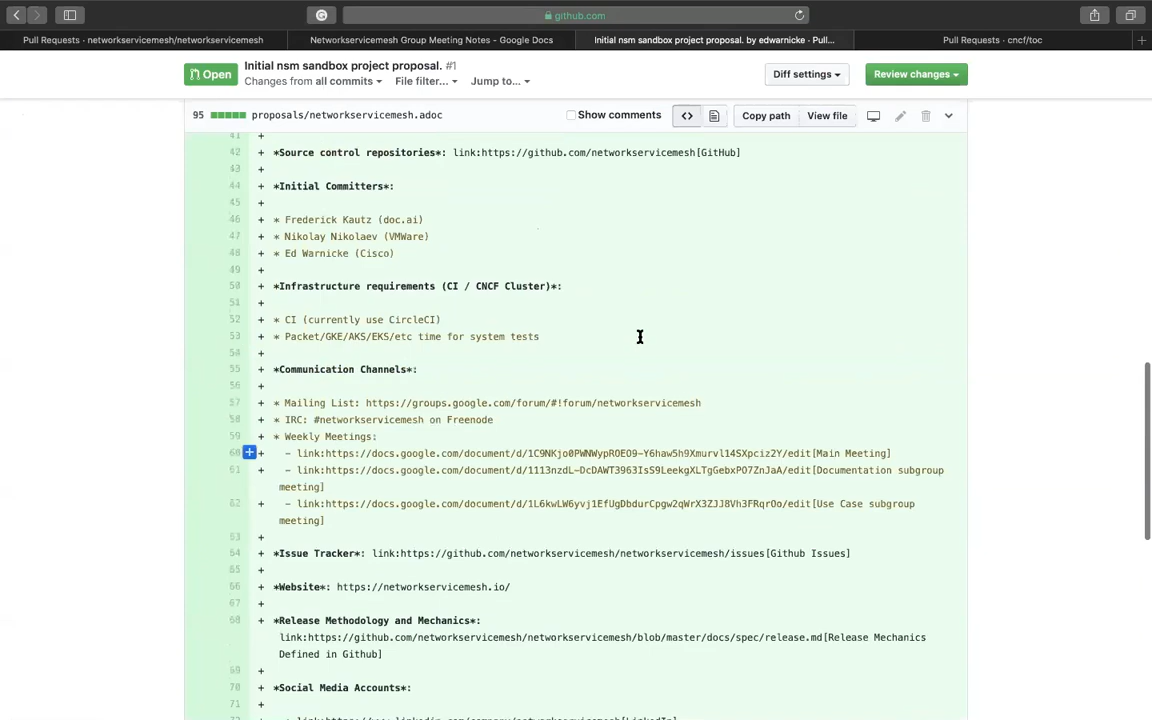 github.com
Pull Requests · networkservicemesh/networkservicemesh
Networkservicemesh Group Meeting Notes - Google Docs
Initial nsm sandbox project proposal. by edwarnicke · Pull...
Pull Requests · cncf/toc
+
Open
Initial nsm sandbox project proposal. #1
Changes from all commits
File filter...
Jump to...
Diff settings
Review changes
95 proposals/networkservicemesh.adoc
Show comments
<>
Copy path
View file
41 +
42 + *Source control repositories*: link:https://github.com/networkservicemesh[GitHub]
43 +
44 + *Initial Committers*:
45 +
46 + * Frederick Kautz (doc.ai)
47 + * Nikolay Nikolaev (VMWare)
48 + * Ed Warnicke (Cisco)
49 +
50 + *Infrastructure requirements (CI / CNCF Cluster)*:
51 +
52 + * CI (currently use CircleCI)
53 + * Packet/GKE/AKS/EKS/etc time for system tests
54 +
55 + *Communication Channels*:
56 +
57 + * Mailing List: https://groups.google.com/forum/#!forum/networkservicemesh
58 + * IRC: #networkservicemesh on Freenode
59 + * Weekly Meetings:
60 + - link:https://docs.google.com/document/d/1C9NKjo0PWNWypROEO9-Y6haw5h9Xmurvl14SXpciz2Y/edit[Main Meeting]
61 + - link:https://docs.google.com/document/d/1113nzdL-DcDAWT3963IsS9LeekgXLTgGebxPO7ZnJaA/edit[Documentation subgroup
meeting]
62 + - link:https://docs.google.com/document/d/1L6kwLW6yvj1EfUgDbdurCpgw2qWrX3ZJJ8Vh3FRqrOo/edit[Use Case subgroup
meeting]
63 +
64 + *Issue Tracker*: link:https://github.com/networkservicemesh/networkservicemesh/issues[Github Issues]
65 +
66 + *Website*: https://networkservicemesh.io/
67 +
68 + *Release Methodology and Mechanics*:
link:https://github.com/networkservicemesh/networkservicemesh/blob/master/docs/spec/release.md[Release Mechanics
Defined in Github]
69 +
70 + *Social Media Accounts*:
71 +